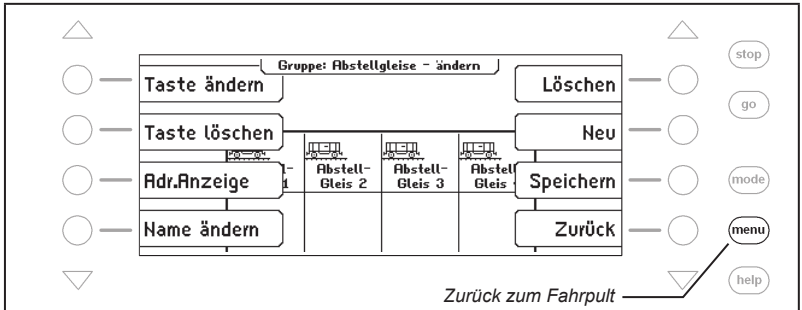 Gruppe: Abstellgleise - ändern
Taste ändern
Taste löschen
Adr.Anzeige
Name ändern
Löschen
Neu
Speichern
Zurück
1
Abstell-
Gleis 2
Abstell-
Gleis 3
Abstell
Gleis
stop
go
mode
menu
help
Zurück zum Fahrpult